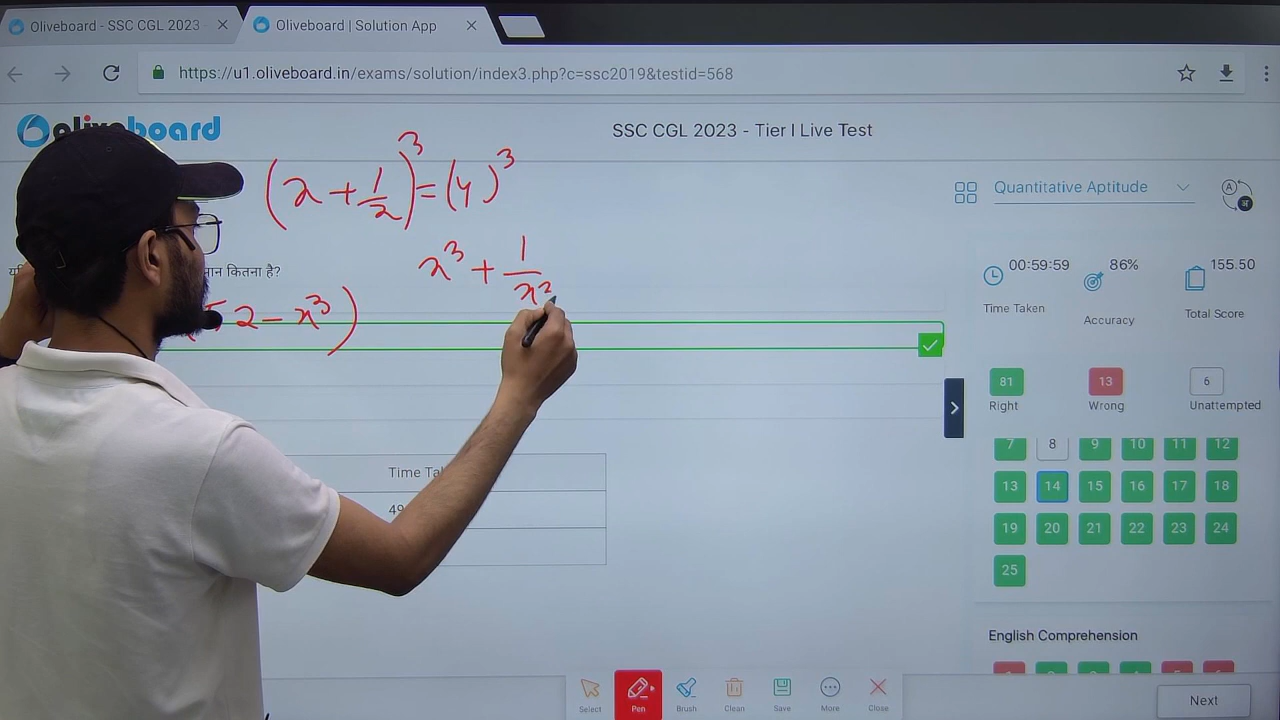 Oliveboard - SSC CGL 2023 -
Oliveboard | Solution App
https://u1.oliveboard.in/exams/solution/index3.php?c=ssc2019&testid=568
oliveboard
SSC CGL 2023 - Tier I Live Test
(x + 1/x)³ = (4)³
Quantitative Aptitude
A
अ
x³ + 1/x³
कितना है?
52 - x³)
00:59:59
Time Taken
86%
Accuracy
155.50
Total Score
81
Right
13
Wrong
6
Unattempted
7 8 9 10 11 12
13 14 15 16 17 18
19 20 21 22 23 24
25
Time
English Comprehension
Select
Pen
Brush
Clean
Save
More
Close
Next